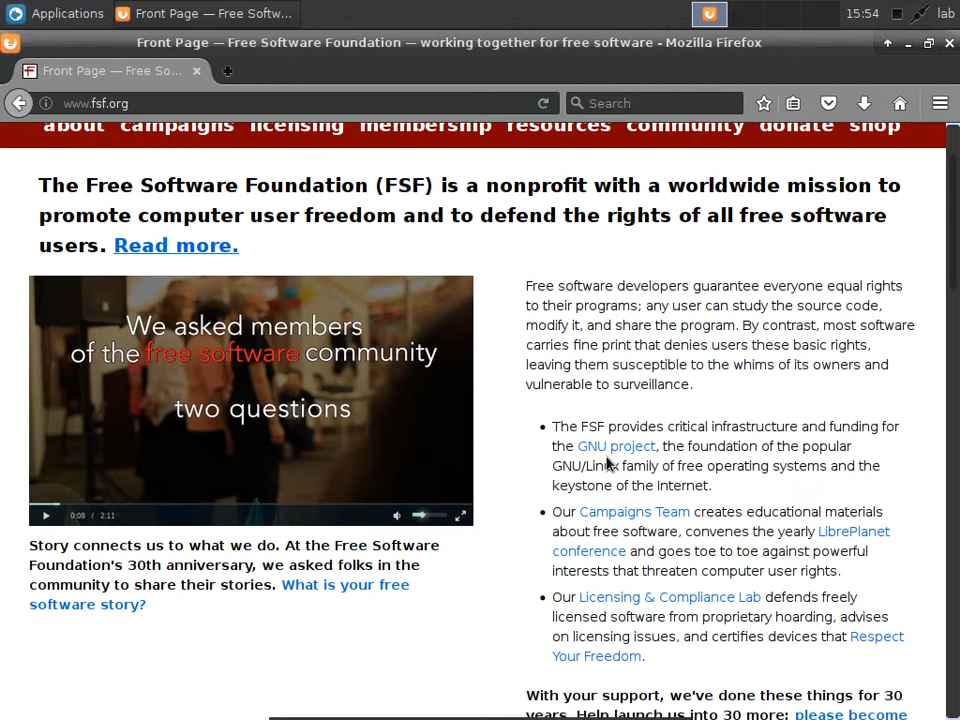 Applications
Front Page — Free Softw...
15:54
lab
Front Page — Free Software Foundation — working together for free software - Mozilla Firefox
Front Page — Free So...
www.fsf.org
Search
about campaigns licensing membership resources community donate shop
The Free Software Foundation (FSF) is a nonprofit with a worldwide mission to
promote computer user freedom and to defend the rights of all free software
users. Read more.
We asked members
of the free software community
two questions
0:08 / 2:11
Story connects us to what we do. At the Free Software
Foundation's 30th anniversary, we asked folks in the
community to share their stories. What is your free
software story?
Free software developers guarantee everyone equal rights
to their programs; any user can study the source code,
modify it, and share the program. By contrast, most software
carries fine print that denies users these basic rights,
leaving them susceptible to the whims of its owners and
vulnerable to surveillance.
• The FSF provides critical infrastructure and funding for
the GNU project, the foundation of the popular
GNU/Linux family of free operating systems and the
keystone of the Internet.
• Our Campaigns Team creates educational materials
about free software, convenes the yearly LibrePlanet
conference and goes toe to toe against powerful
interests that threaten computer user rights.
• Our Licensing & Compliance Lab defends freely
licensed software from proprietary hoarding, advises
on licensing issues, and certifies devices that Respect
Your Freedom.
With your support, we've done these things for 30
years. Help launch us into 30 more: please become